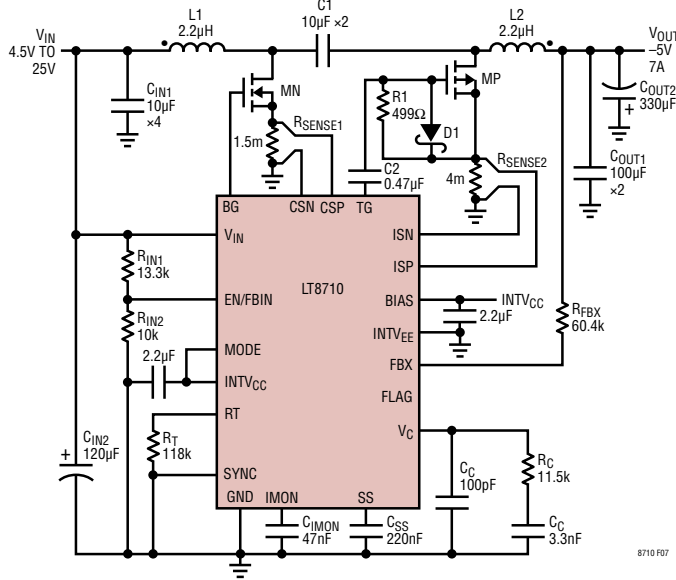 VIN
4.5V TO
25V
L1
2.2µH
C1
10µF ×2
L2
2.2µH
VOUT
–5V
7A
CIN1
10µF
×4
MN
RSENSE1
1.5m
R1
499Ω
D1
MP
RSENSE2
4m
C2
0.47µF
COUT2
330µF
+
COUT1
100µF
×2
BG
CSN
CSP
TG
VIN
ISN
ISP
LT8710
RIN1
13.3k
EN/FBIN
BIAS
INTVCC
2.2µF
INTVEE
RFBX
60.4k
RIN2
10k
MODE
2.2µF
INTVCC
FBX
FLAG
RT
VC
CIN2
120µF
+
RT
118k
SYNC
GND
IMON
SS
CC
100pF
RC
11.5k
CIMON
47nF
CSS
220nF
CC
3.3nF
8710 F07